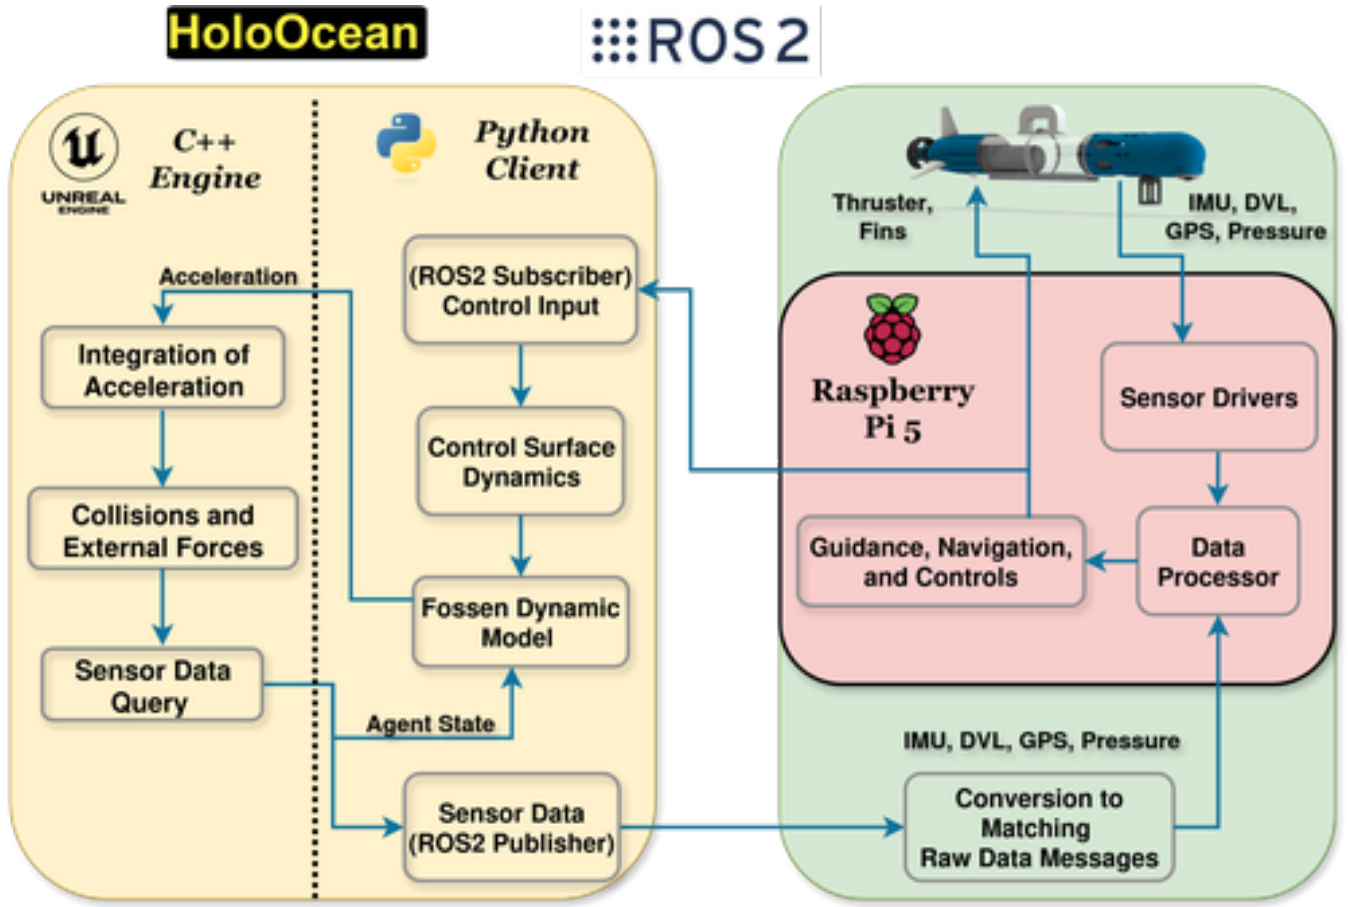 HoloOcean
ROS 2
C++
Engine
UNREAL
ENGINE
Python
Client
Acceleration
Integration of
Acceleration
Collisions and
External Forces
Sensor Data
Query
(ROS2 Subscriber)
Control Input
Control Surface
Dynamics
Fossen Dynamic
Model
Agent State
Sensor Data
(ROS2 Publisher)
Thruster,
Fins
IMU, DVL,
GPS, Pressure
Raspberry
Pi 5
Sensor Drivers
Data
Processor
Guidance, Navigation,
and Controls
IMU, DVL, GPS, Pressure
Conversion to
Matching
Raw Data Messages